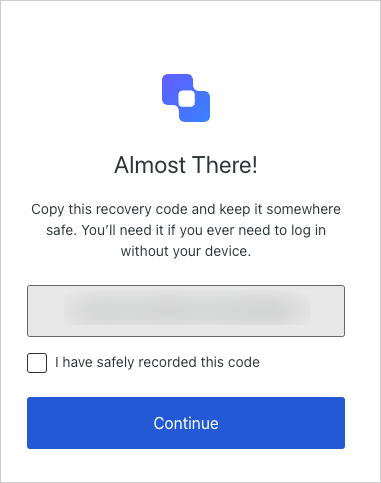 Almost There!
Copy this recovery code and keep it somewhere
safe. You’ll need it if you ever need to log in
without your device.
I have safely recorded this code
Continue